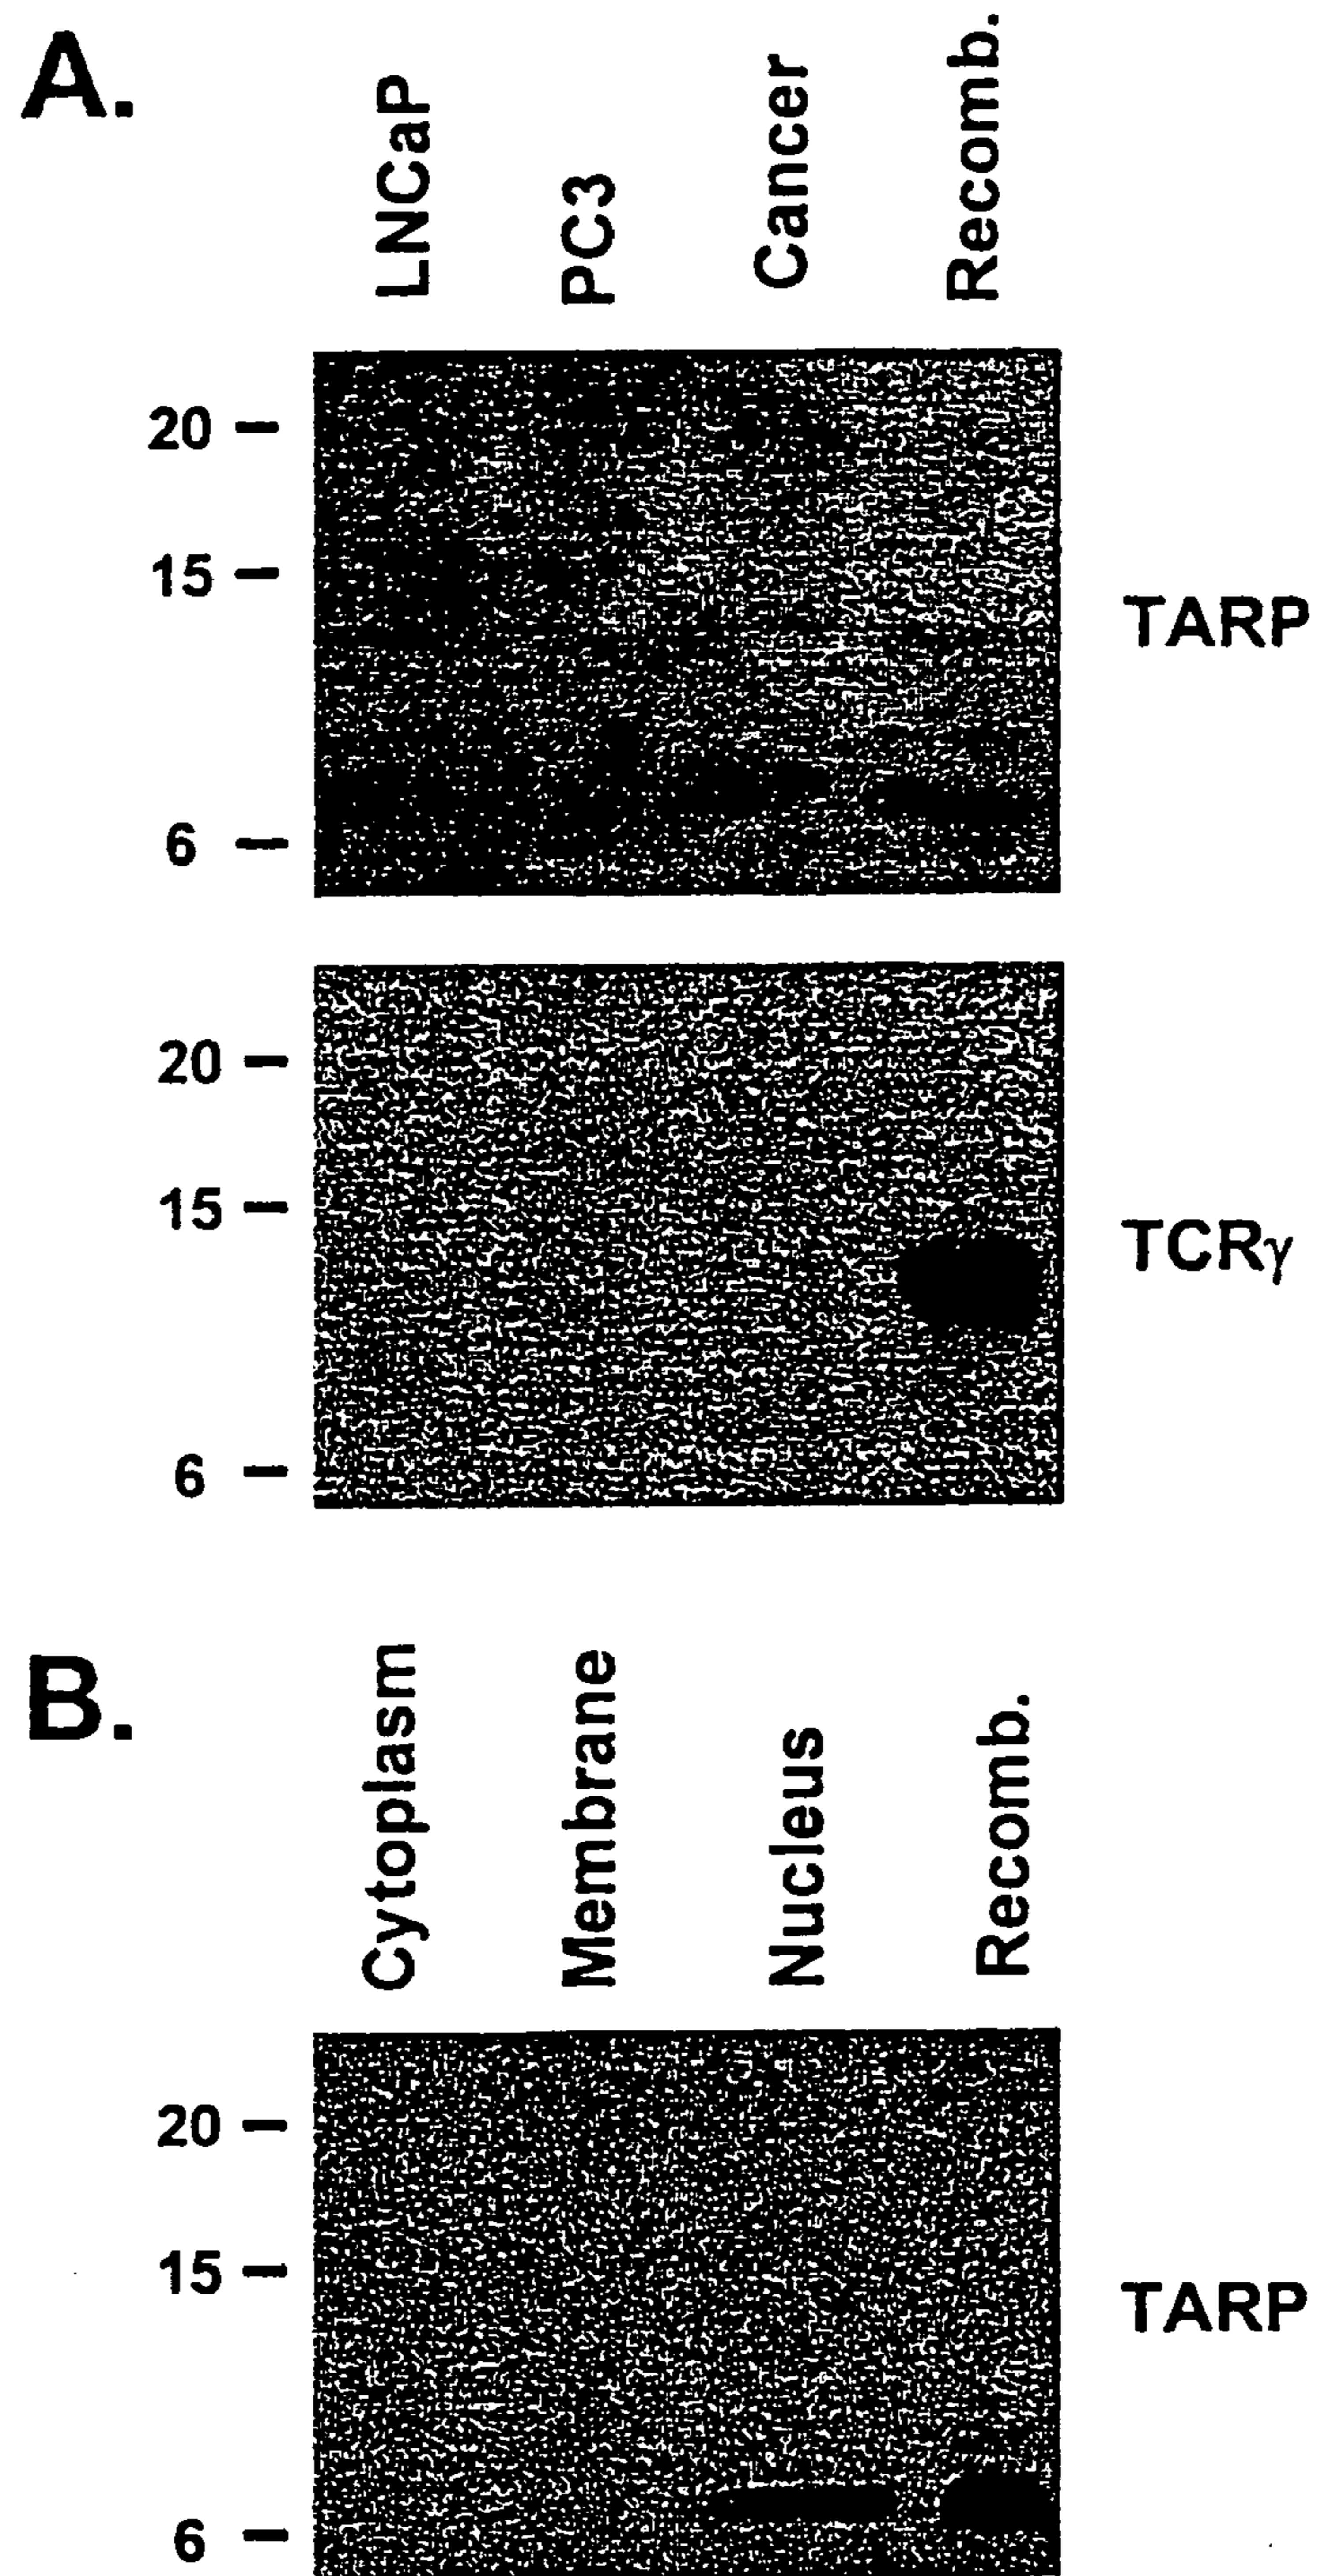 A.
LNCaP PC3 Cancer Recomb.
20
15
6
TARP
20
15
6
TCRγ
B.
Cytoplasm Membrane Nucleus Recomb.
20
15
6
TARP